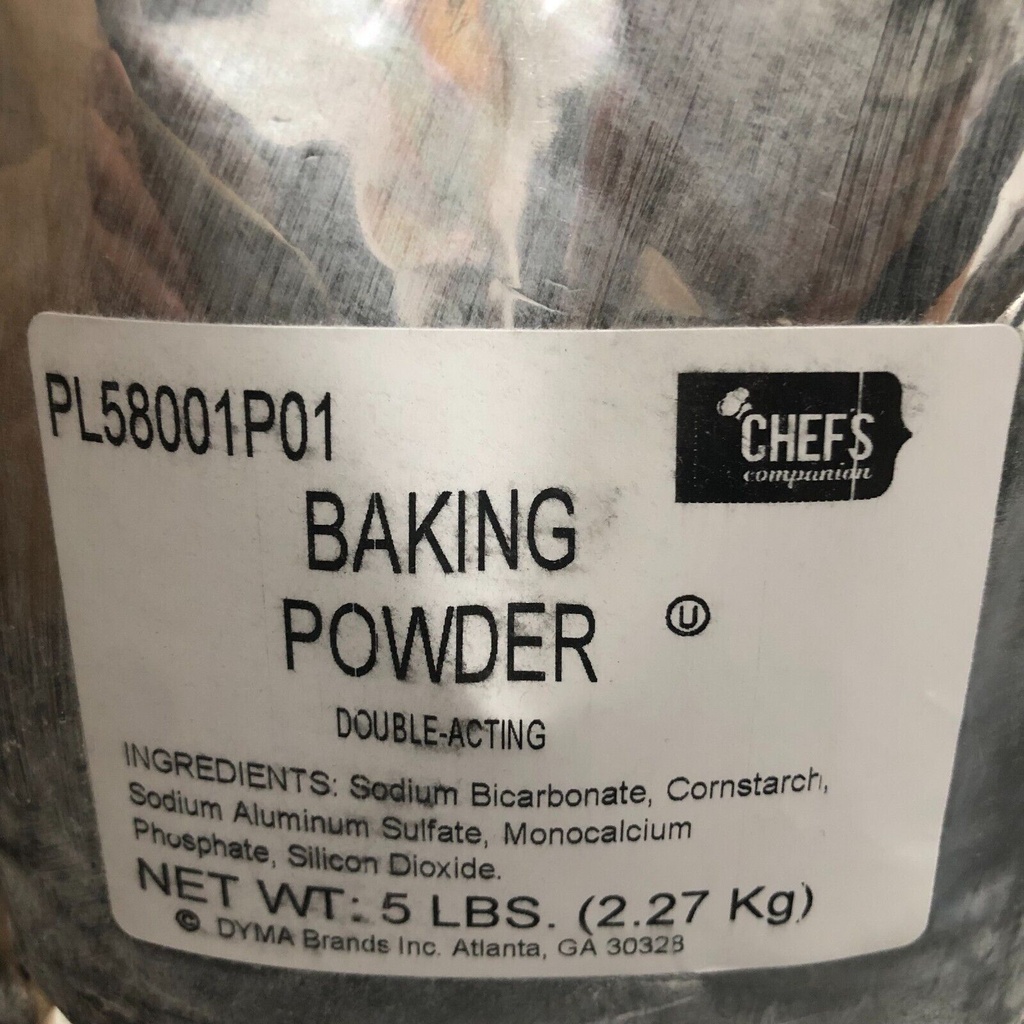 PL58001P01
CHEF'S
companion
BAKING
POWDER
U
DOUBLE-ACTING
INGREDIENTS: Sodium Bicarbonate, Cornstarch,
Sodium Aluminum Sulfate, Monocalcium
Phosphate, Silicon Dioxide.
NET WT: 5 LBS. (2.27 Kg)
© DYMA Brands Inc. Atlanta, GA 30328